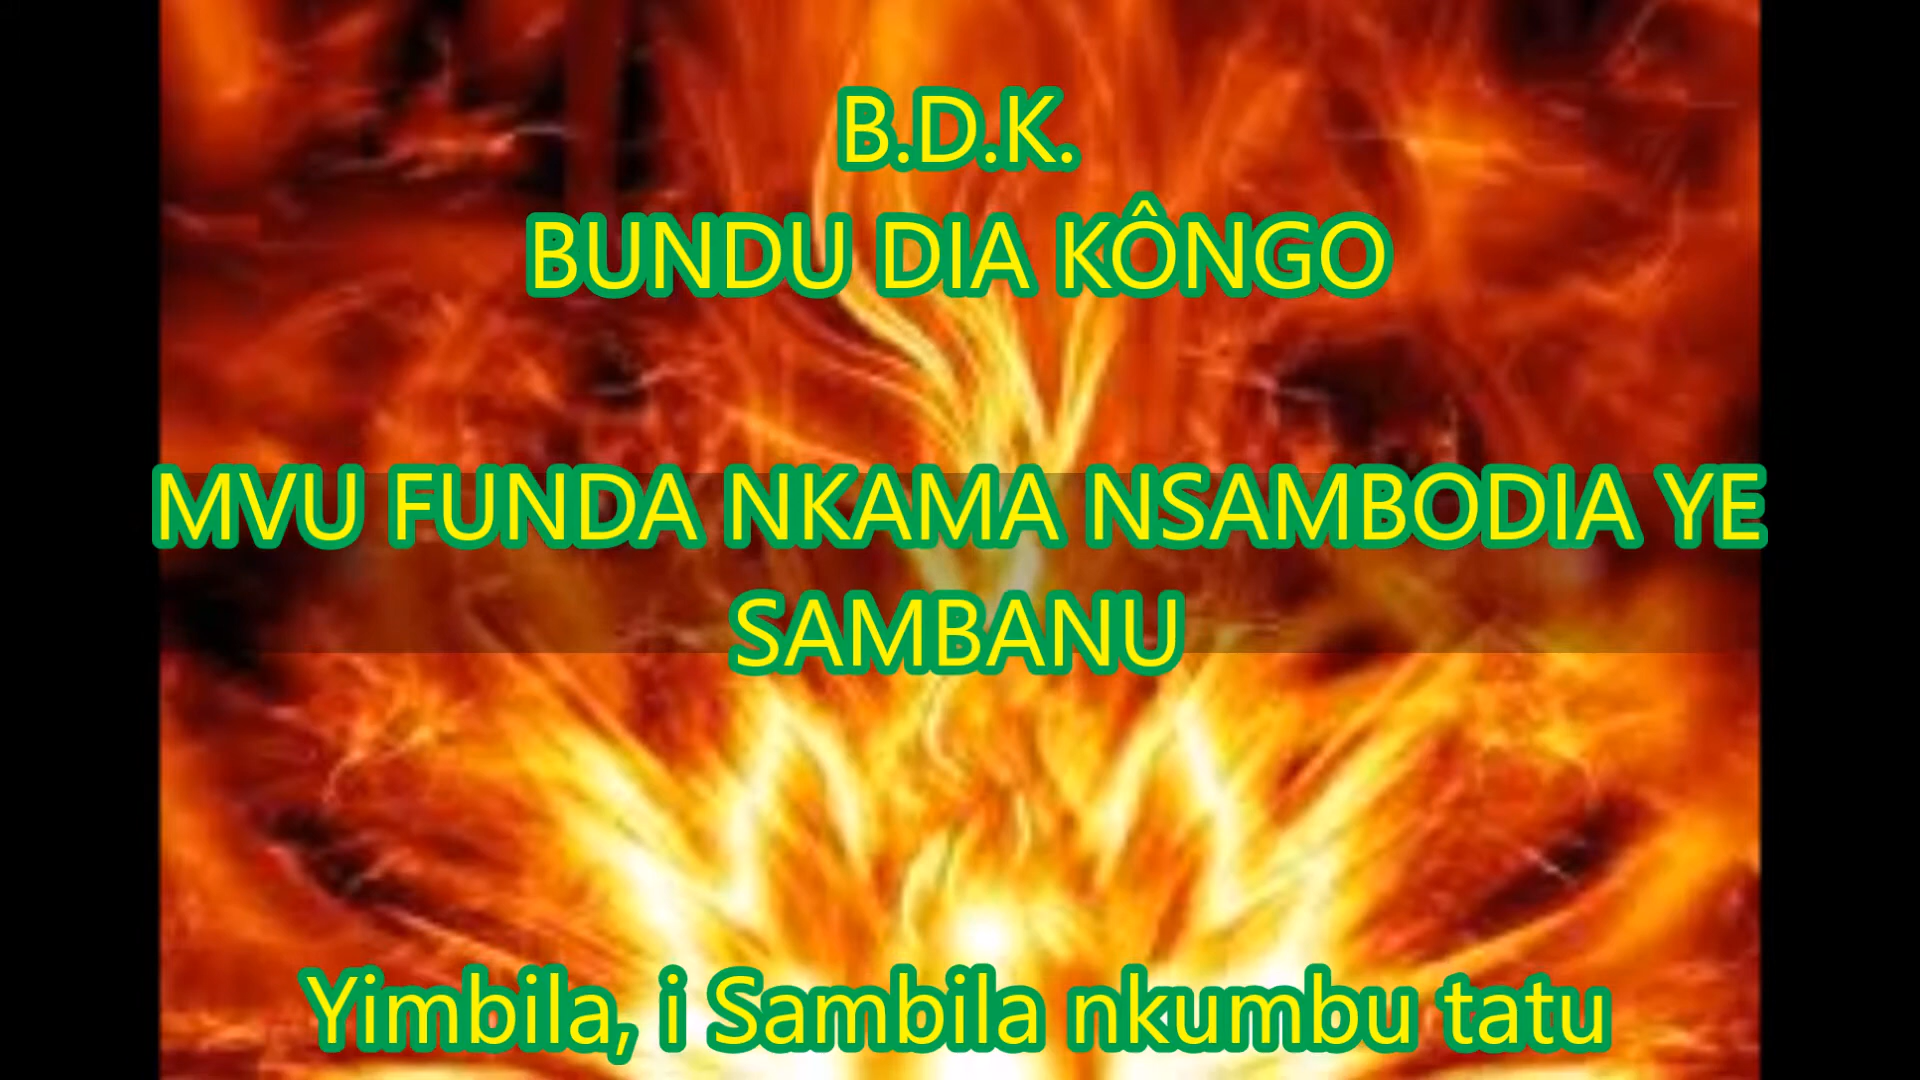 B.D.K.
BUNDU DIA KÔNGO
MVU FUNDA NKAMA NSAMBODIA YE
SAMBANU
Yimbila, i Sambila nkumbu tatu